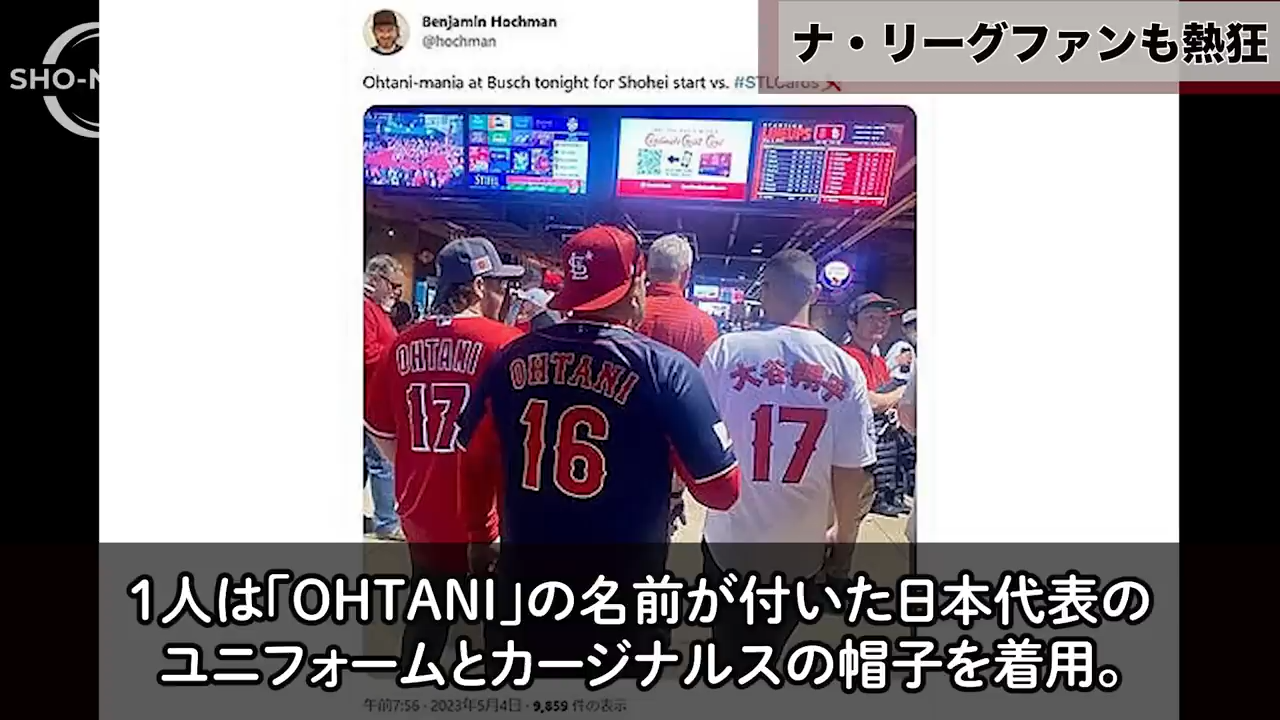 ナ・リーグファンも熱狂
SHO-
Benjamin Hochman
@hochman
Ohtani-mania at Busch tonight for Shohei start vs. #STLCards
STIFEL
LINEUPS
OHTANI
17
OHTANI
16
大谷翔平
17
1人は「OHTANI」の名前が付いた日本代表の
ユニフォームとカージナルスの帽子を着用。
午前7:56 · 2023年5月4日 · 9,859 件の表示